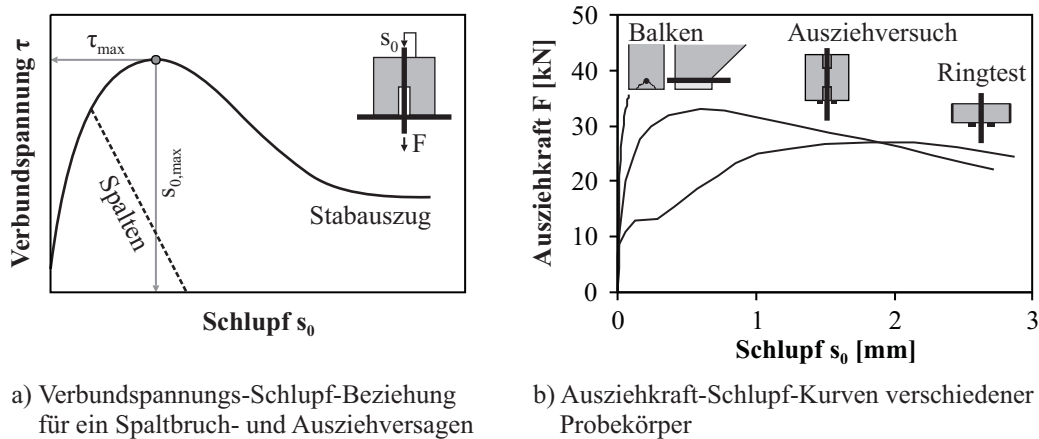 Verbundspannung τ
τmax
s0,max
Spalten
Stabauszug
s0
F
Schlupf s0
a) Verbundspannungs-Schlupf-Beziehung
für ein Spaltbruch- und Ausziehversagen
Ausziehkraft F [kN]
50
40
30
20
10
0
Balken
Ausziehversuch
Ringtest
0
1
2
3
Schlupf s0 [mm]
b) Ausziehkraft-Schlupf-Kurven verschiedener
Probekörper